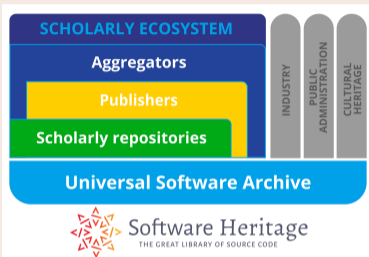 SCHOLARLY ECOSYSTEM
Aggregators
Publishers
Scholarly repositories
INDUSTRY
PUBLIC
ADMINISTRATION
CULTURAL
HERITAGE
Universal Software Archive
Software Heritage
THE GREAT LIBRARY OF SOURCE CODE